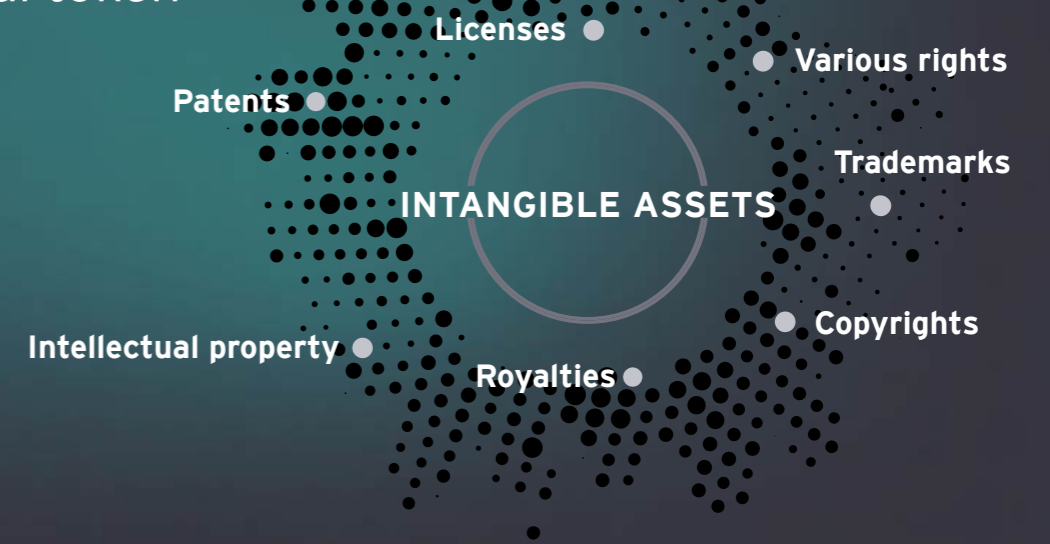 Licenses
Various rights
Patents
Trademarks
INTANGIBLE ASSETS
Copyrights
Intellectual property
Royalties